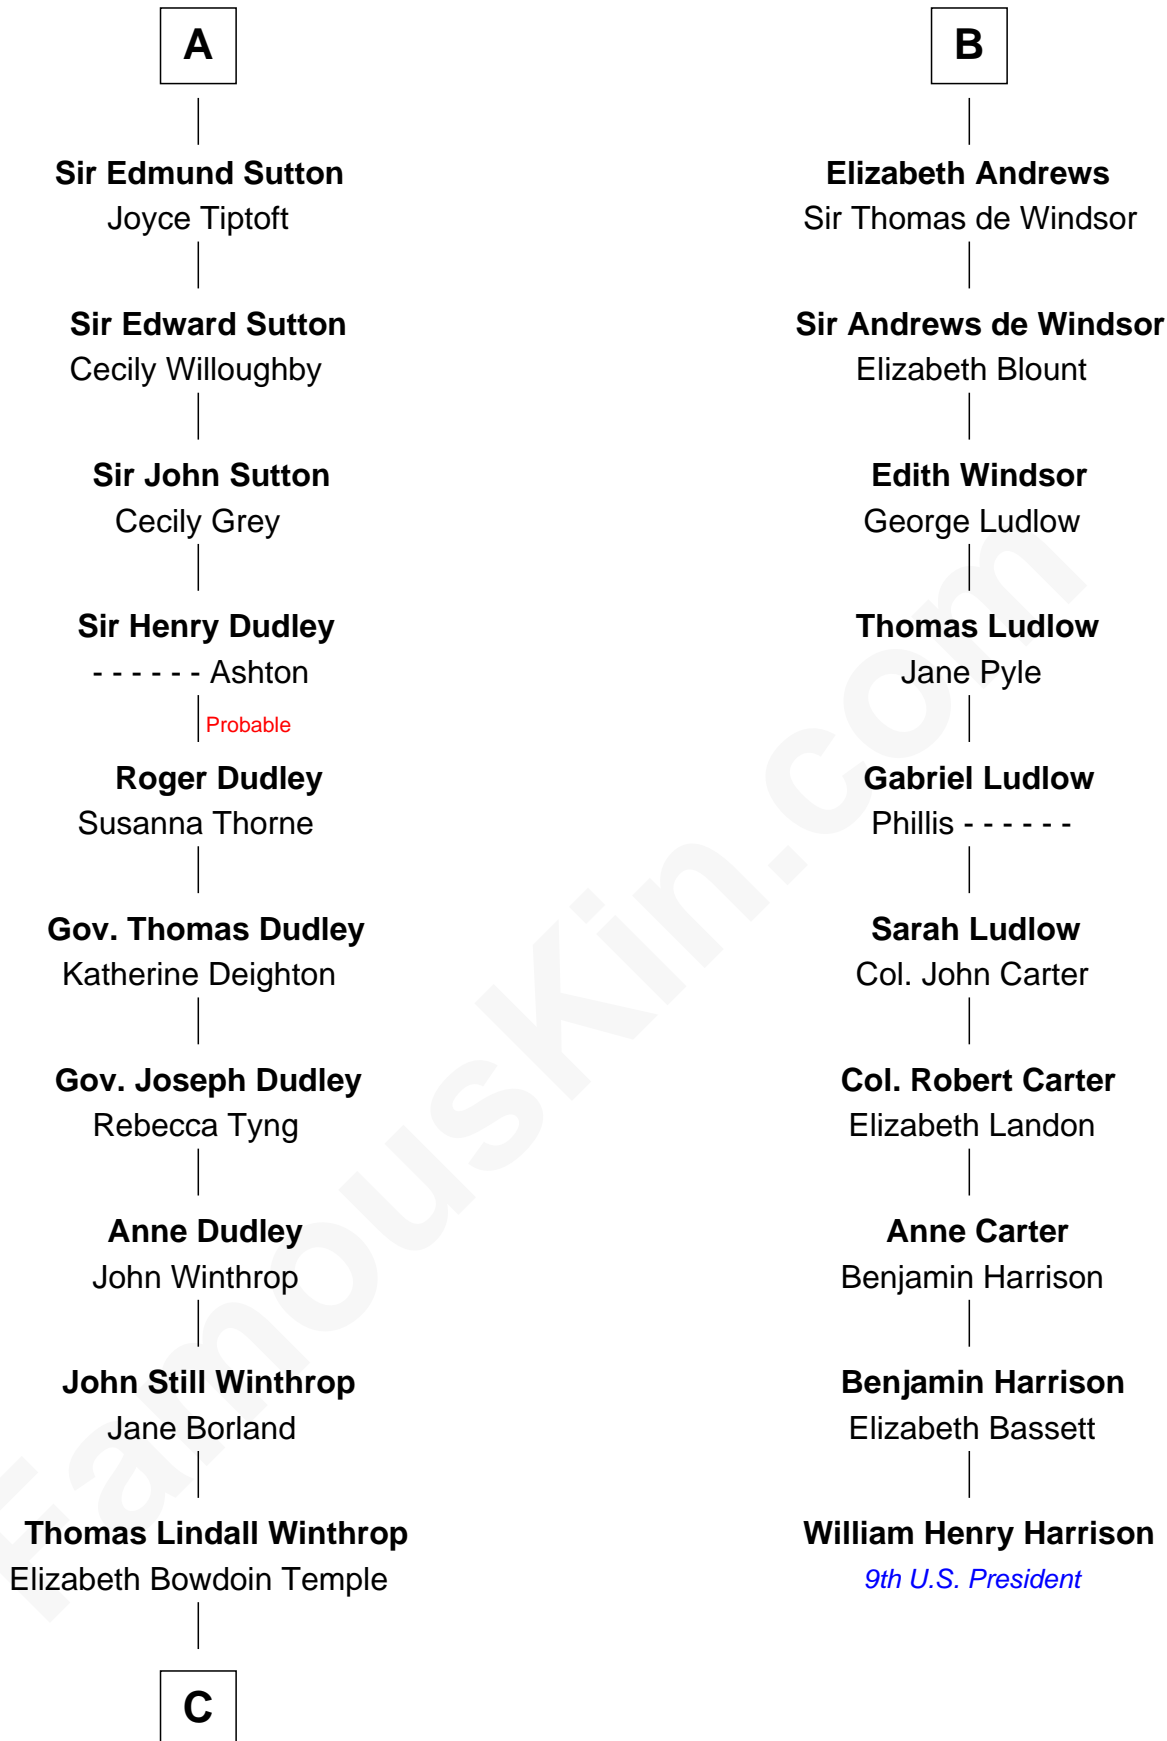 A
Sir Edmund Sutton
Joyce Tiptoft
Sir Edward Sutton
Cecily Willoughby
Sir John Sutton
Cecily Grey
Sir Henry Dudley
- - - - - - Ashton
Probable
Roger Dudley
Susanna Thorne
Gov. Thomas Dudley
Katherine Deighton
Gov. Joseph Dudley
Rebecca Tyng
Anne Dudley
John Winthrop
John Still Winthrop
Jane Borland
Thomas Lindall Winthrop
Elizabeth Bowdoin Temple
C
B
Elizabeth Andrews
Sir Thomas de Windsor
Sir Andrews de Windsor
Elizabeth Blount
Edith Windsor
George Ludlow
Thomas Ludlow
Jane Pyle
Gabriel Ludlow
Phillis - - - - - -
Sarah Ludlow
Col. John Carter
Col. Robert Carter
Elizabeth Landon
Anne Carter
Benjamin Harrison
Benjamin Harrison
Elizabeth Bassett
William Henry Harrison
9th U.S. President
FamousKin.com